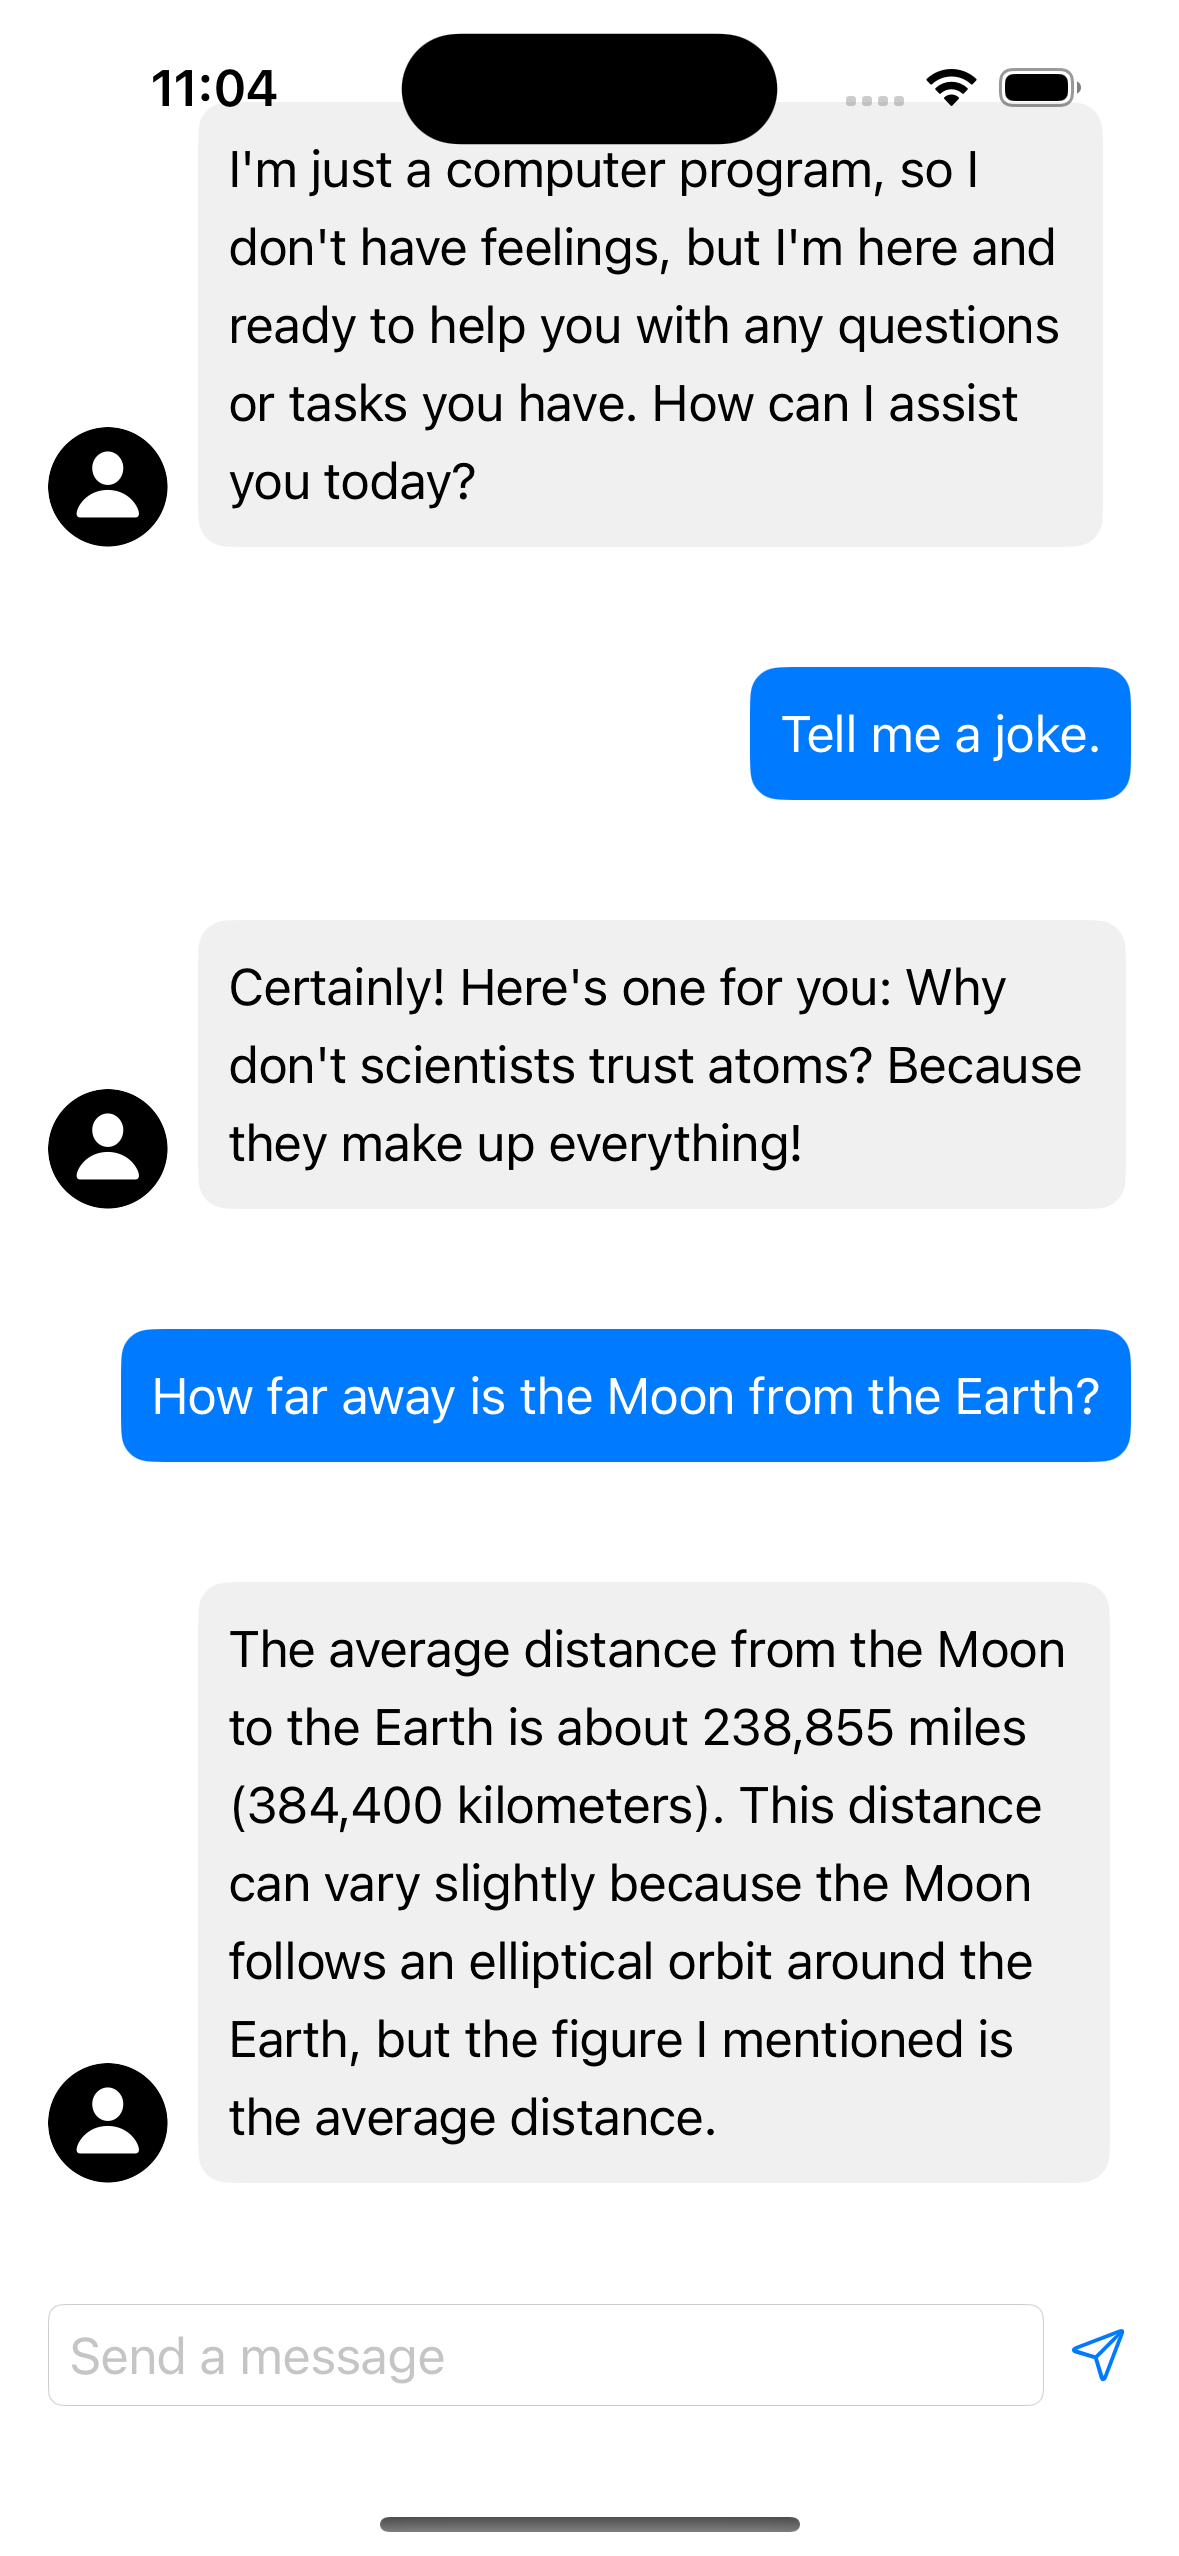 11:04
I'm just a computer program, so I
don't have feelings, but I'm here and
ready to help you with any questions
or tasks you have. How can I assist
you today?
Tell me a joke.
Certainly! Here's one for you: Why
don't scientists trust atoms? Because
they make up everything!
How far away is the Moon from the Earth?
The average distance from the Moon
to the Earth is about 238,855 miles
(384,400 kilometers). This distance
can vary slightly because the Moon
follows an elliptical orbit around the
Earth, but the figure I mentioned is
the average distance.
Send a message